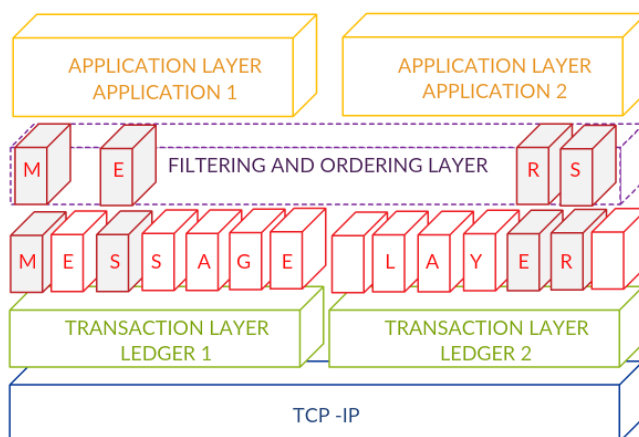 APPLICATION LAYER
APPLICATION 1
APPLICATION LAYER
APPLICATION 2
M E FILTERING AND ORDERING LAYER R S
M E S S A G E L A Y E R
TRANSACTION LAYER
LEDGER 1
TRANSACTION LAYER
LEDGER 2
TCP -IP